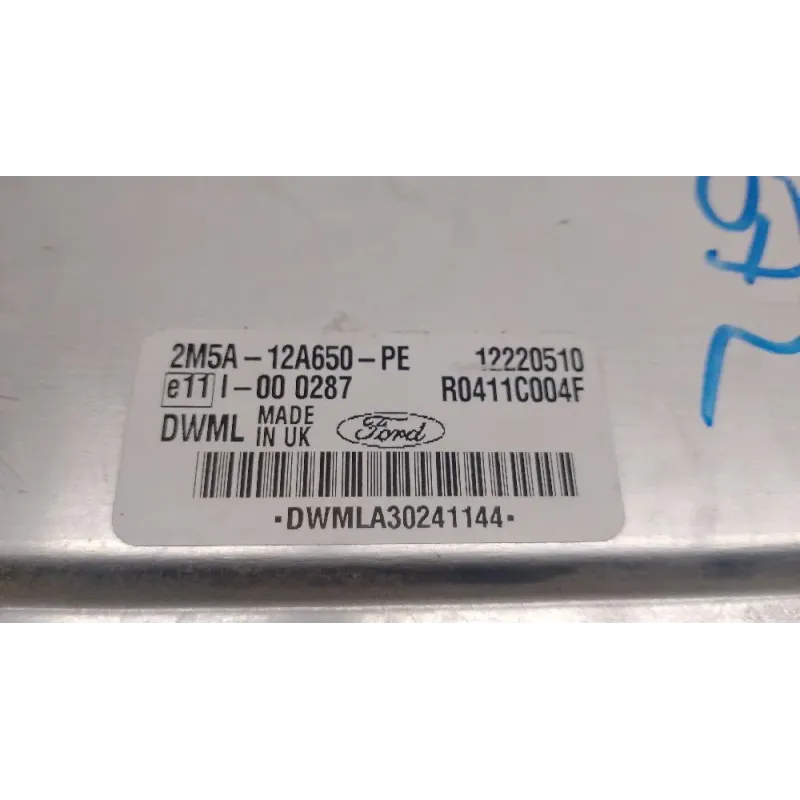 2M5A-12A650-PE 12220510
e11 I-00 0287 R0411C004F
DWML MADE IN UK Ford
·DWMLA30241144·